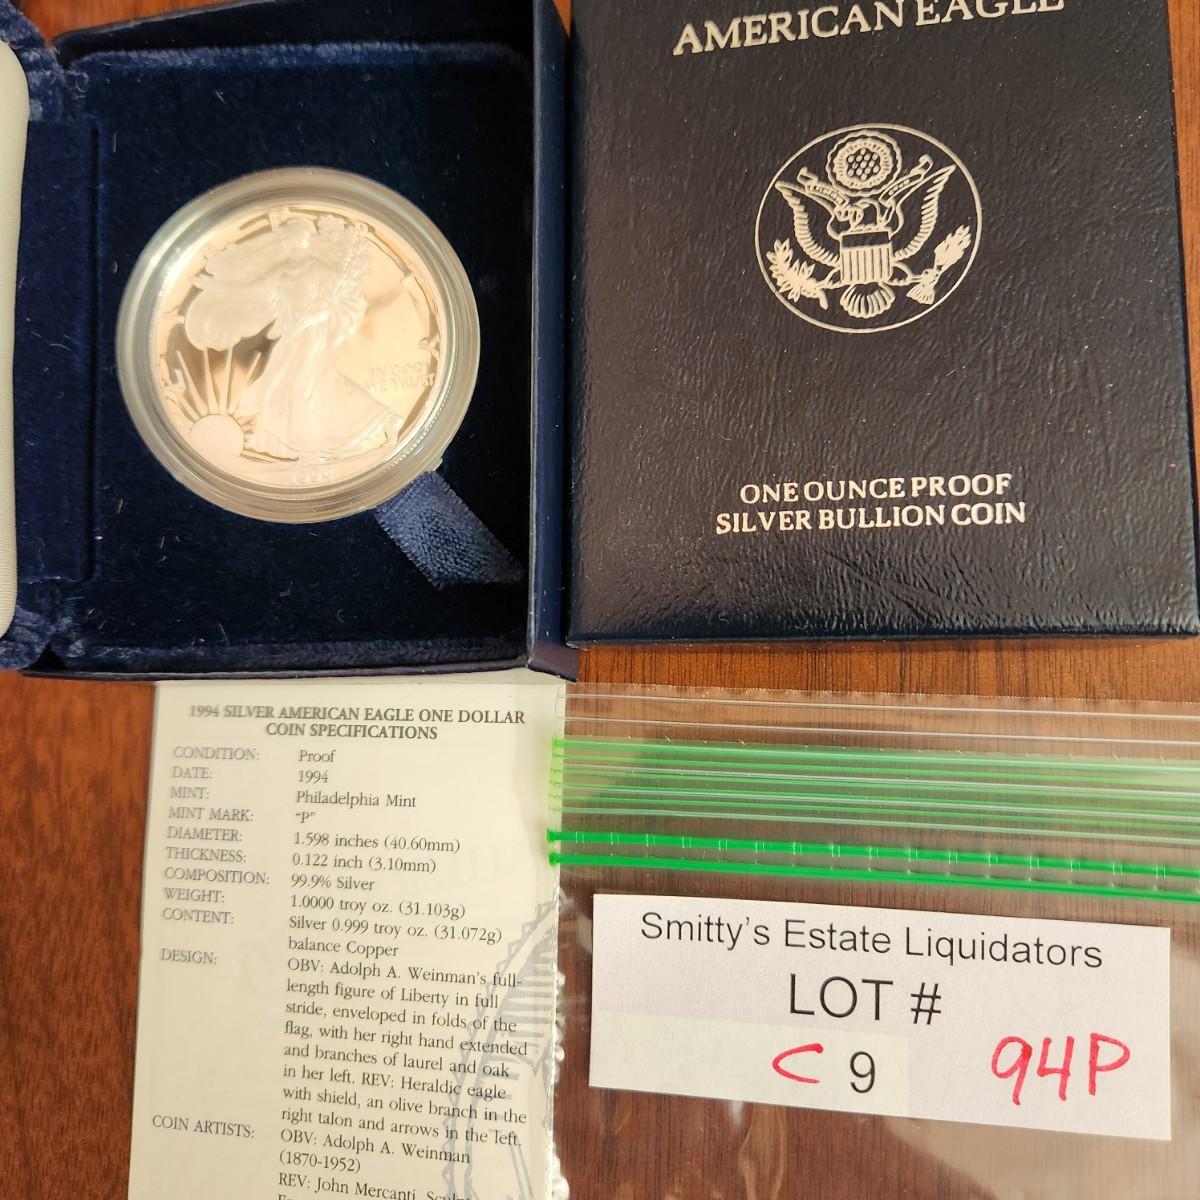 AMERICAN EAGLE
ONE OUNCE PROOF
SILVER BULLION COIN
IN GOD
WE TRUST
1994
1994 SILVER AMERICAN EAGLE ONE DOLLAR
COIN SPECIFICATIONS
CONDITION: Proof
DATE: 1994
MINT: Philadelphia Mint
MINT MARK: "P"
DIAMETER: 1.598 inches (40.60mm)
THICKNESS: 0.122 inch (3.10mm)
COMPOSITION: 99.9% Silver
WEIGHT: 1.0000 troy oz. (31.103g)
CONTENT: Silver 0.999 troy oz. (31.072g)
balance Copper
DESIGN: OBV: Adolph A. Weinman's full-
length figure of Liberty in full
stride, enveloped in folds of the
flag, with her right hand extended
and branches of laurel and oak
in her left. REV: Heraldic eagle
with shield, an olive branch in the
right talon and arrows in the left.
COIN ARTISTS: OBV: Adolph A. Weinman
(1870-1952)
REV: John Mercanti,
Smitty's Estate Liquidators
LOT #
C 9 94P